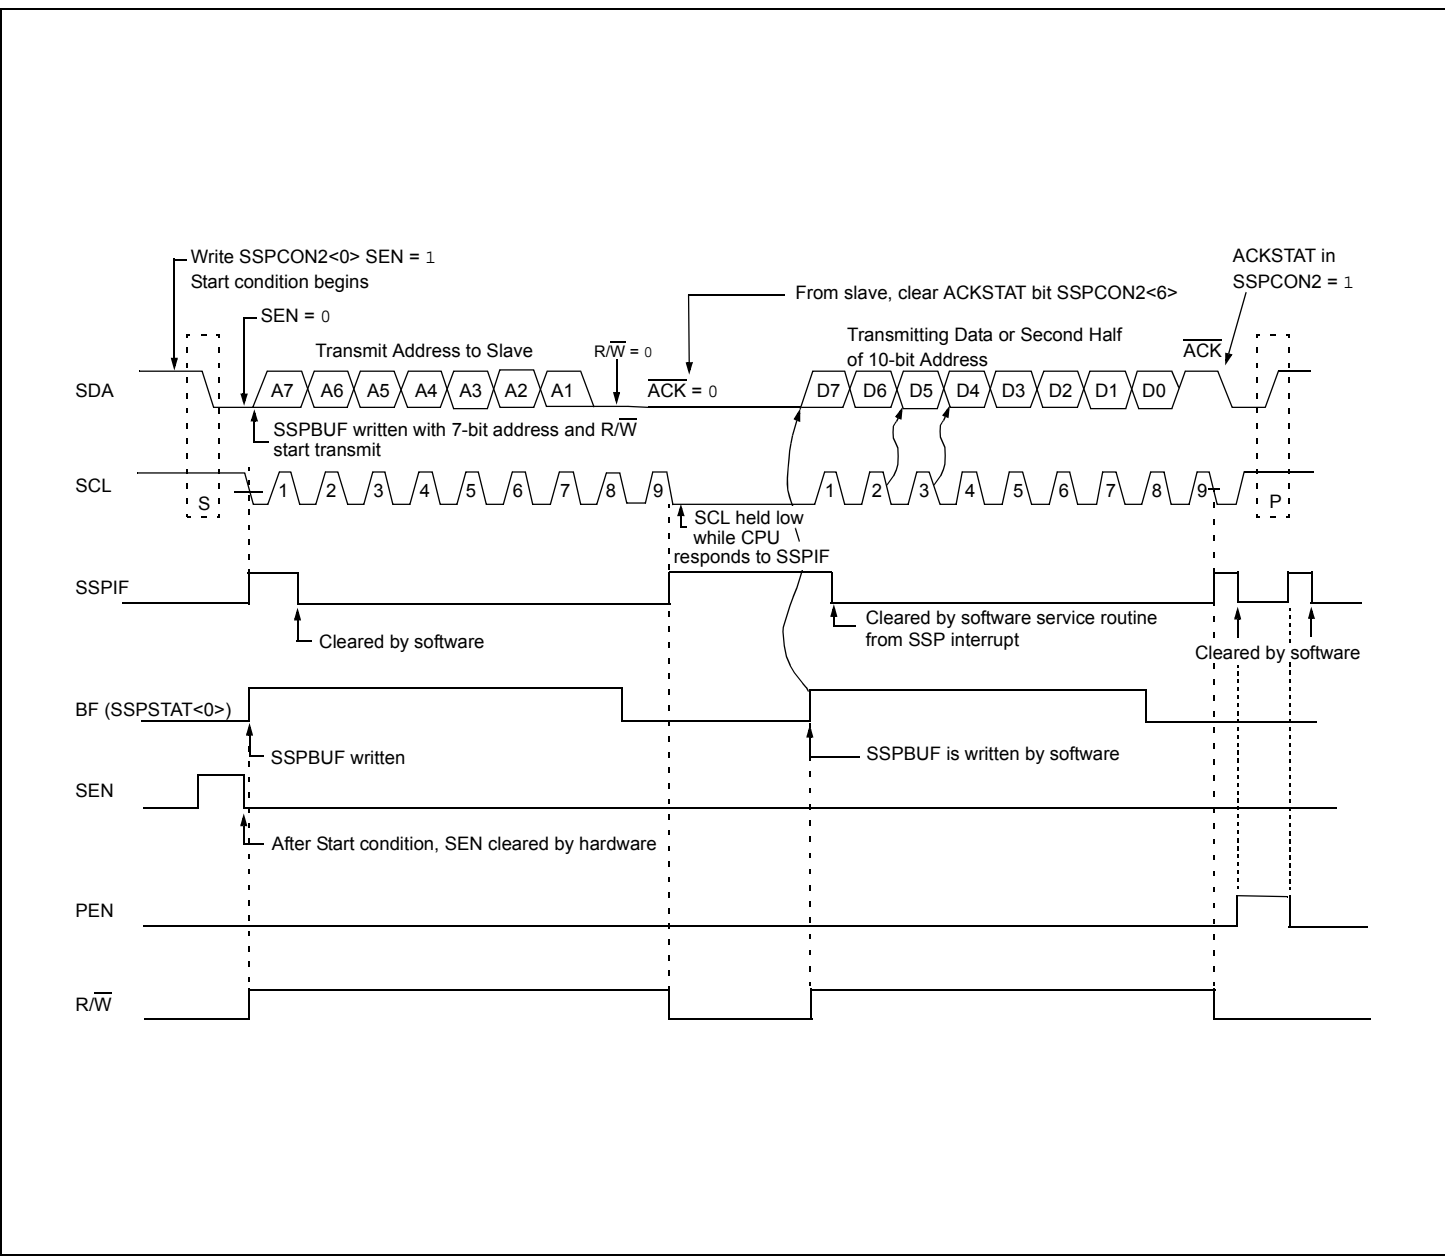 Write SSPCON2<0> SEN = 1
Start condition begins
SEN = 0
ACKSTAT in
SSPCON2 = 1
From slave, clear ACKSTAT bit SSPCON2<6>
Transmit Address to Slave
R/W̅ = 0
Transmitting Data or Second Half
of 10-bit Address
A̅C̅K̅
SDA
A7 A6 A5 A4 A3 A2 A1
A̅C̅K̅ = 0
D7 D6 D5 D4 D3 D2 D1 D0
SSPBUF written with 7-bit address and R/W̅
start transmit
SCL
S
1 2 3 4 5 6 7 8 9
1 2 3 4 5 6 7 8 9
P
SCL held low
while CPU
responds to SSPIF
SSPIF
Cleared by software
Cleared by software service routine
from SSP interrupt
Cleared by software
BF (SSPSTAT<0>)
SSPBUF written
SSPBUF is written by software
SEN
After Start condition, SEN cleared by hardware
PEN
R/W̅